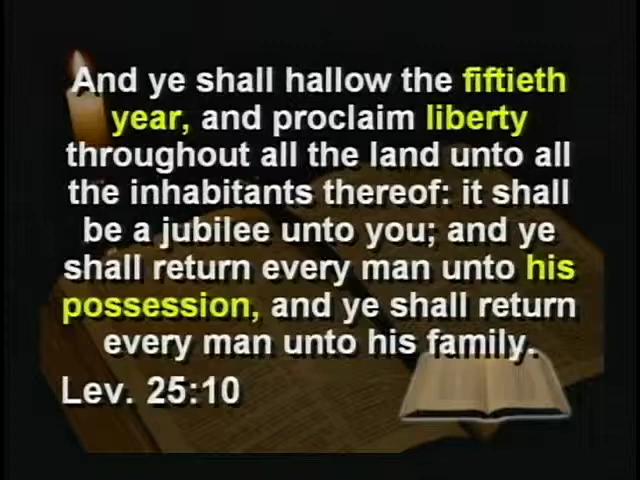 And ye shall hallow the fiftieth
year, and proclaim liberty
throughout all the land unto all
the inhabitants thereof: it shall
be a jubilee unto you; and ye
shall return every man unto his
possession, and ye shall return
every man unto his family.
Lev. 25:10